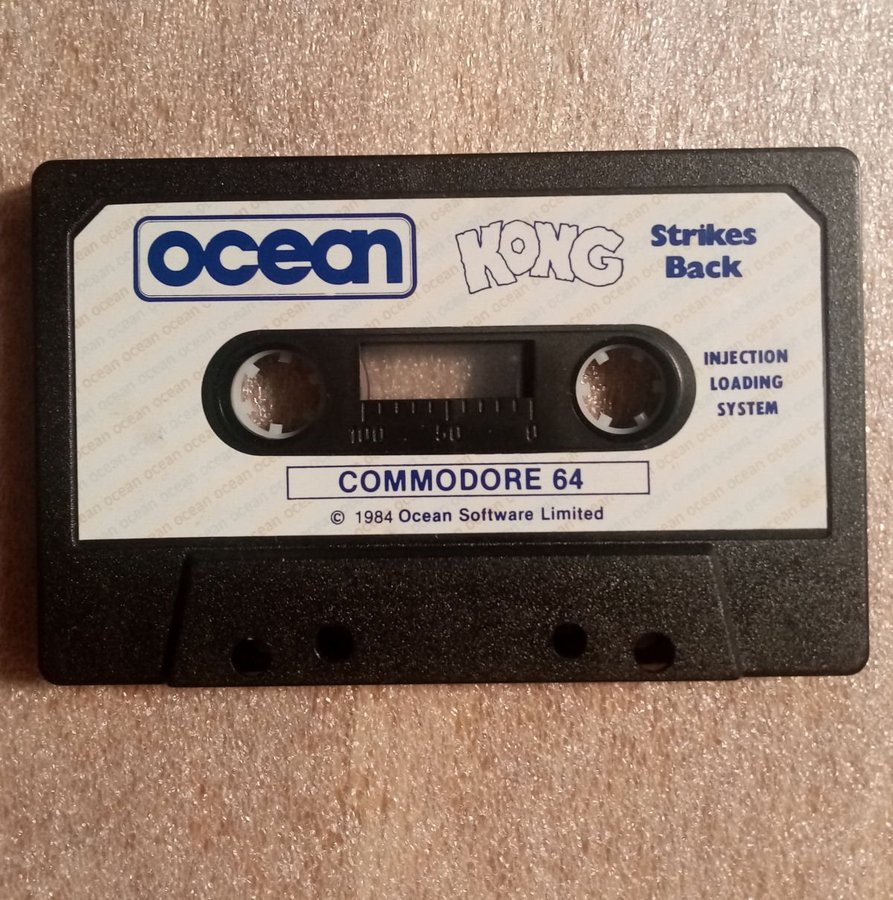 ocean
KONG
Strikes
Back
INJECTION
LOADING
SYSTEM
100 50 0
COMMODORE 64
© 1984 Ocean Software Limited